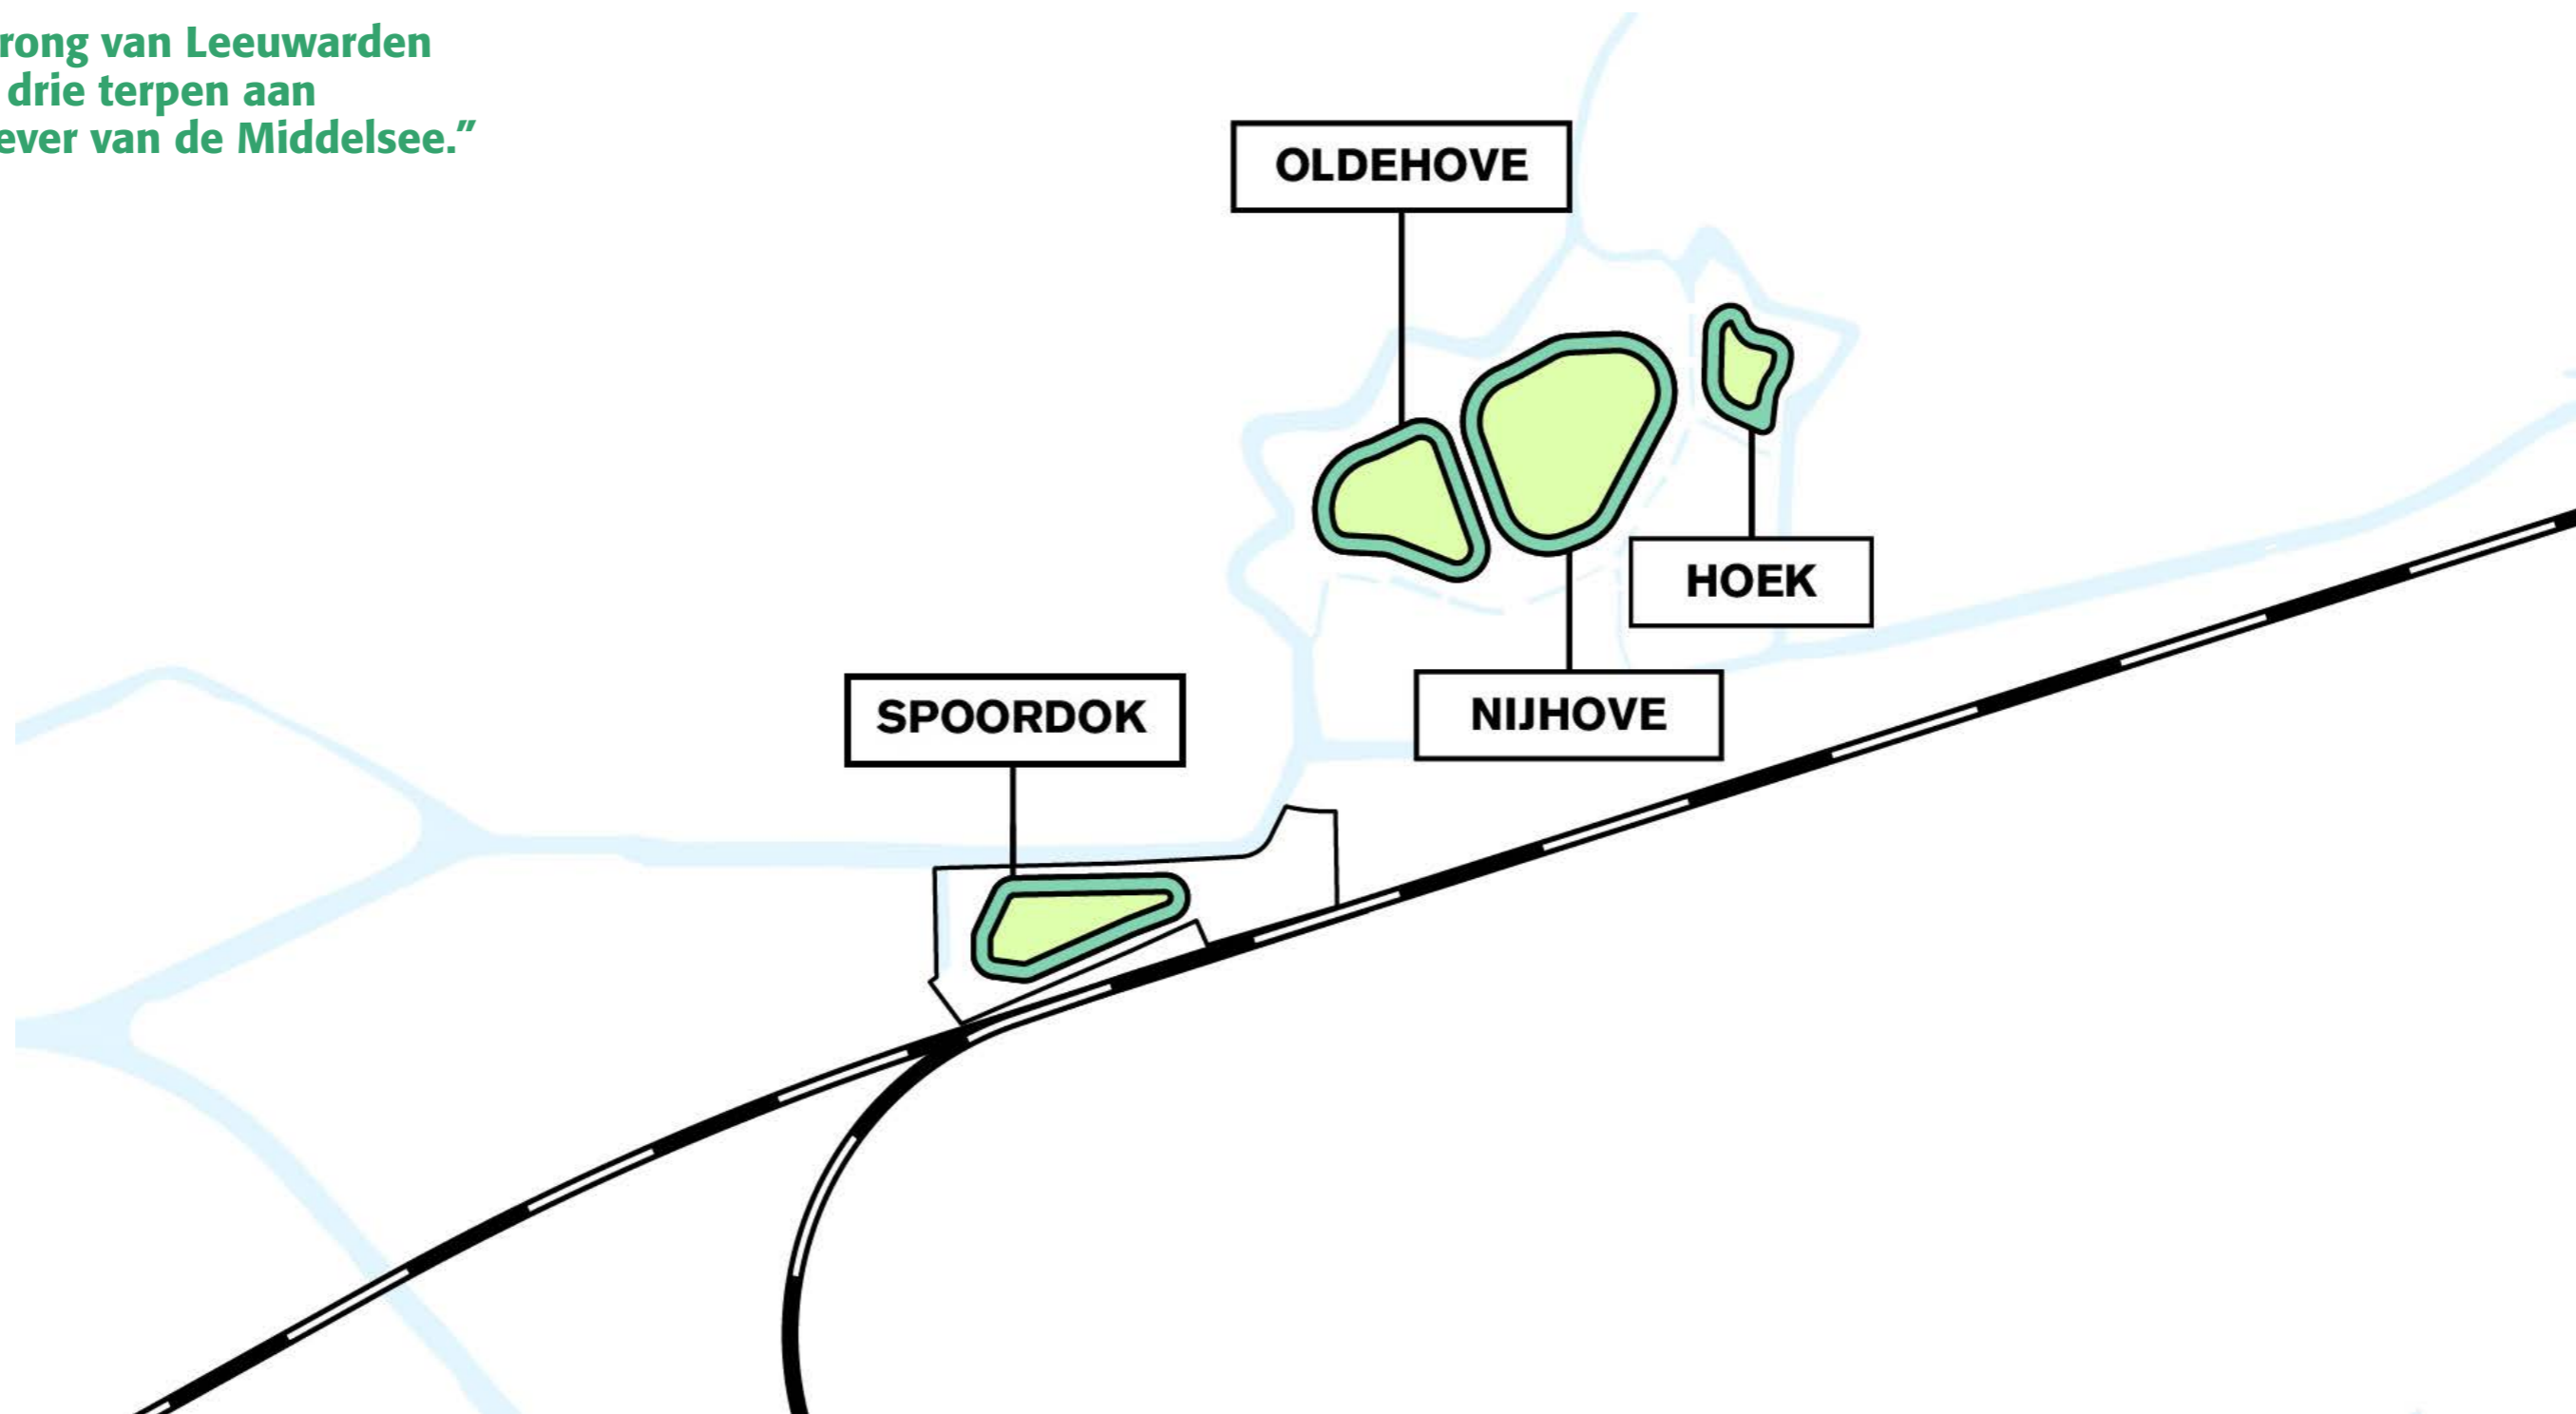 rong van Leeuwarden
drie terpen aan
ever van de Middelsee.”
OLDEHOVE
HOEK
SPOORDOK
NIJHOVE